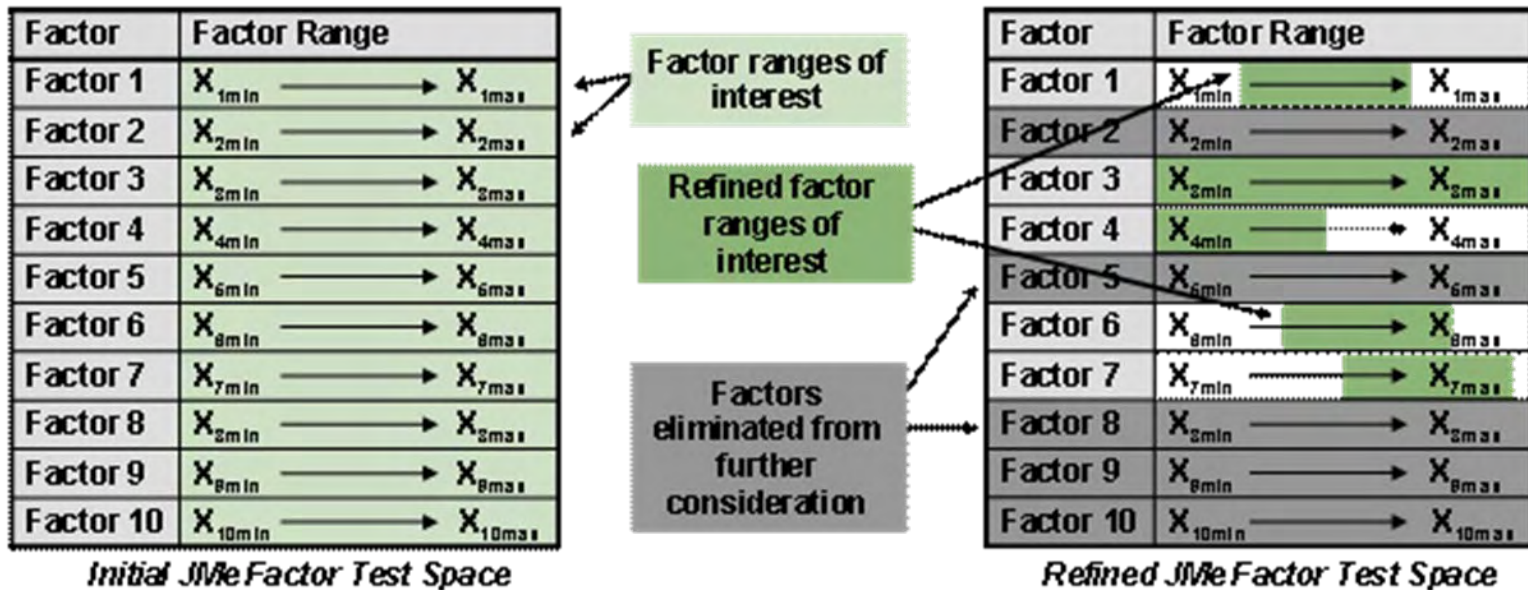 Factor Factor Range
Factor 1 X1min X1max
Factor 2 X2min X2max
Factor 3 X3min X3max
Factor 4 X4min X4max
Factor 5 X5min X5max
Factor 6 X6min X6max
Factor 7 X7min X7max
Factor 8 X8min X8max
Factor 9 X9min X9max
Factor 10 X10min X10max
Initial JMe Factor Test Space
Factor ranges of
interest
Refined factor
ranges of
interest
Factors
eliminated from
further
consideration
Factor Factor Range
Factor 1 X1min X1max
Factor 2 X2min X2max
Factor 3 X3min X3max
Factor 4 X4min X4max
Factor 5 X5min X5max
Factor 6 X6min X6max
Factor 7 X7min X7max
Factor 8 X8min X8max
Factor 9 X9min X9max
Factor 10 X10min X10max
Refined JMe Factor Test Space